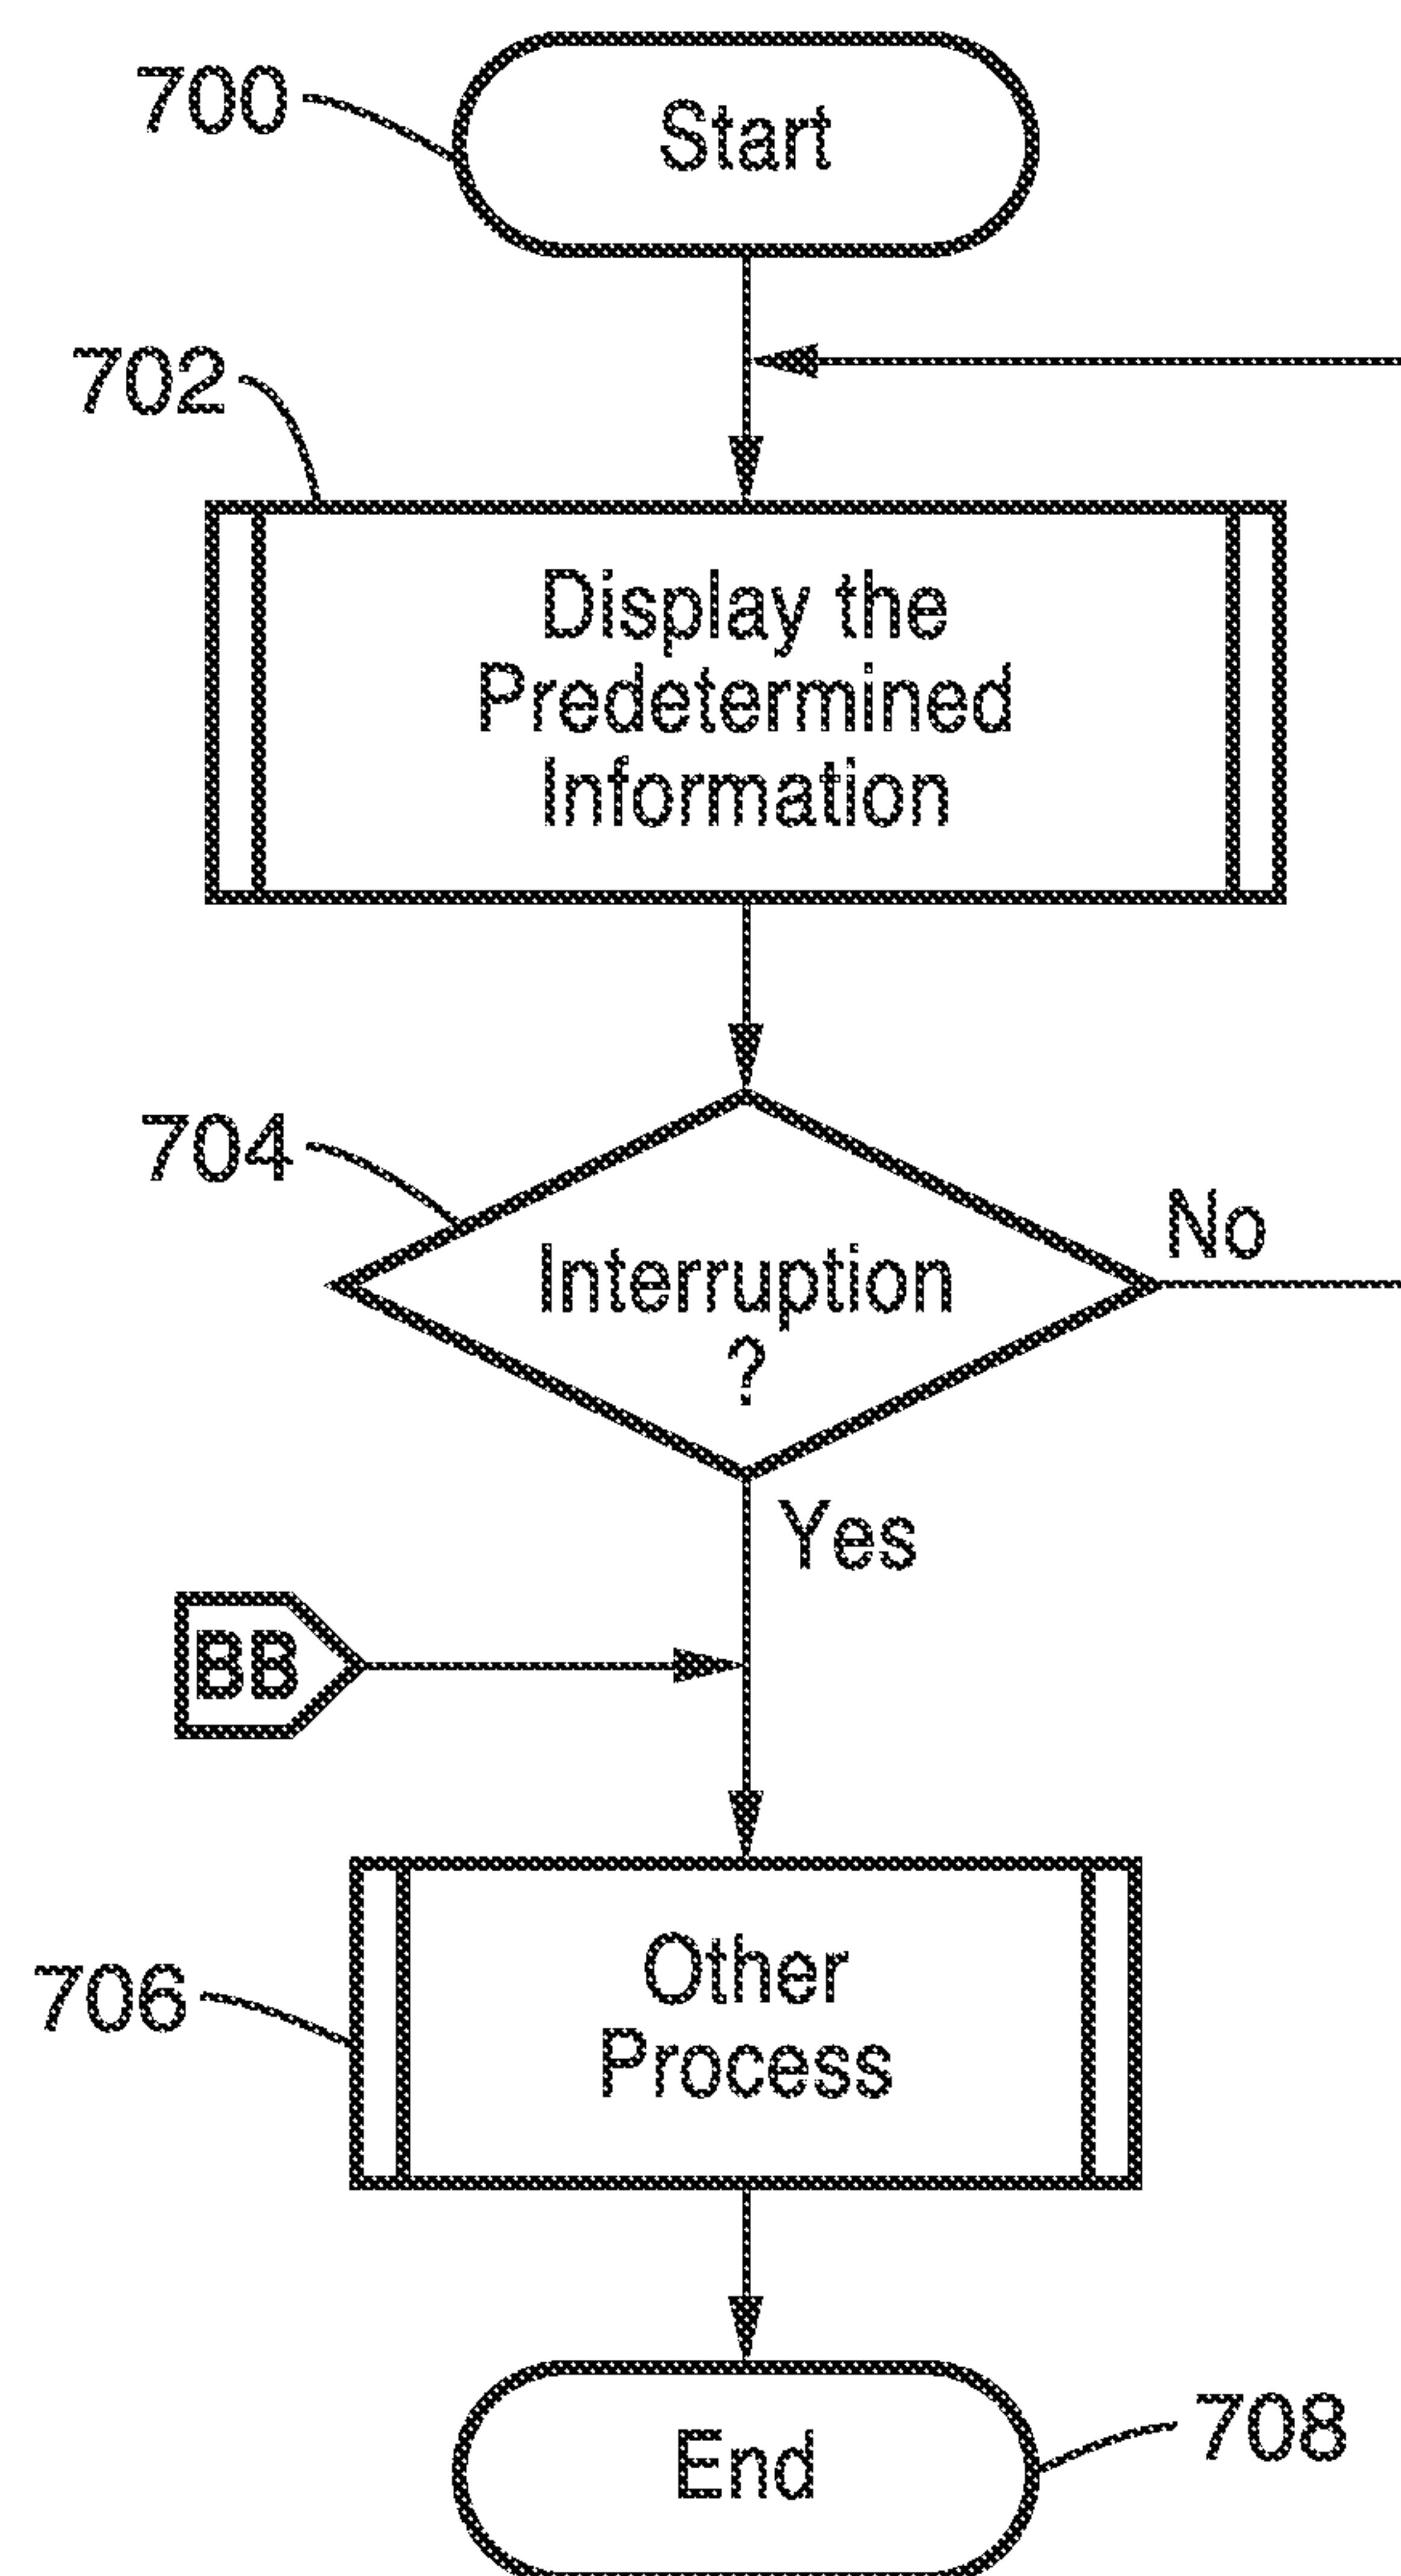 700
Start
702
Display the
Predetermined
Information
704
Interruption
?
No
Yes
BB
706
Other
Process
End
708